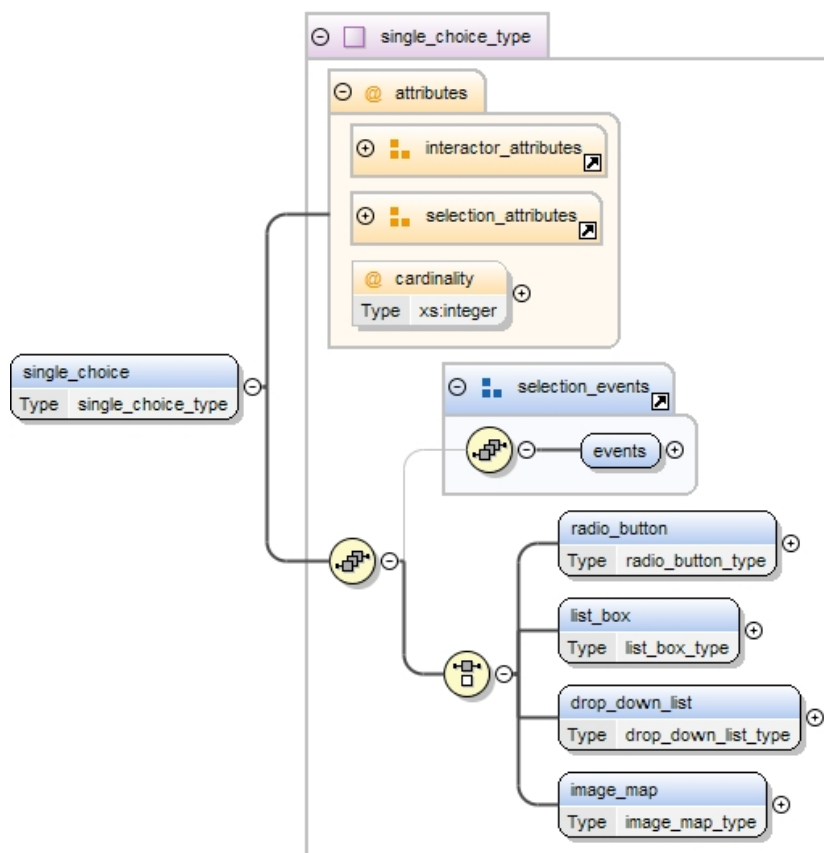 single_choice_type
@ attributes
interactor_attributes
selection_attributes
@ cardinality
Type xs:integer
single_choice
Type single_choice_type
selection_events
events
radio_button
Type radio_button_type
list_box
Type list_box_type
drop_down_list
Type drop_down_list_type
image_map
Type image_map_type